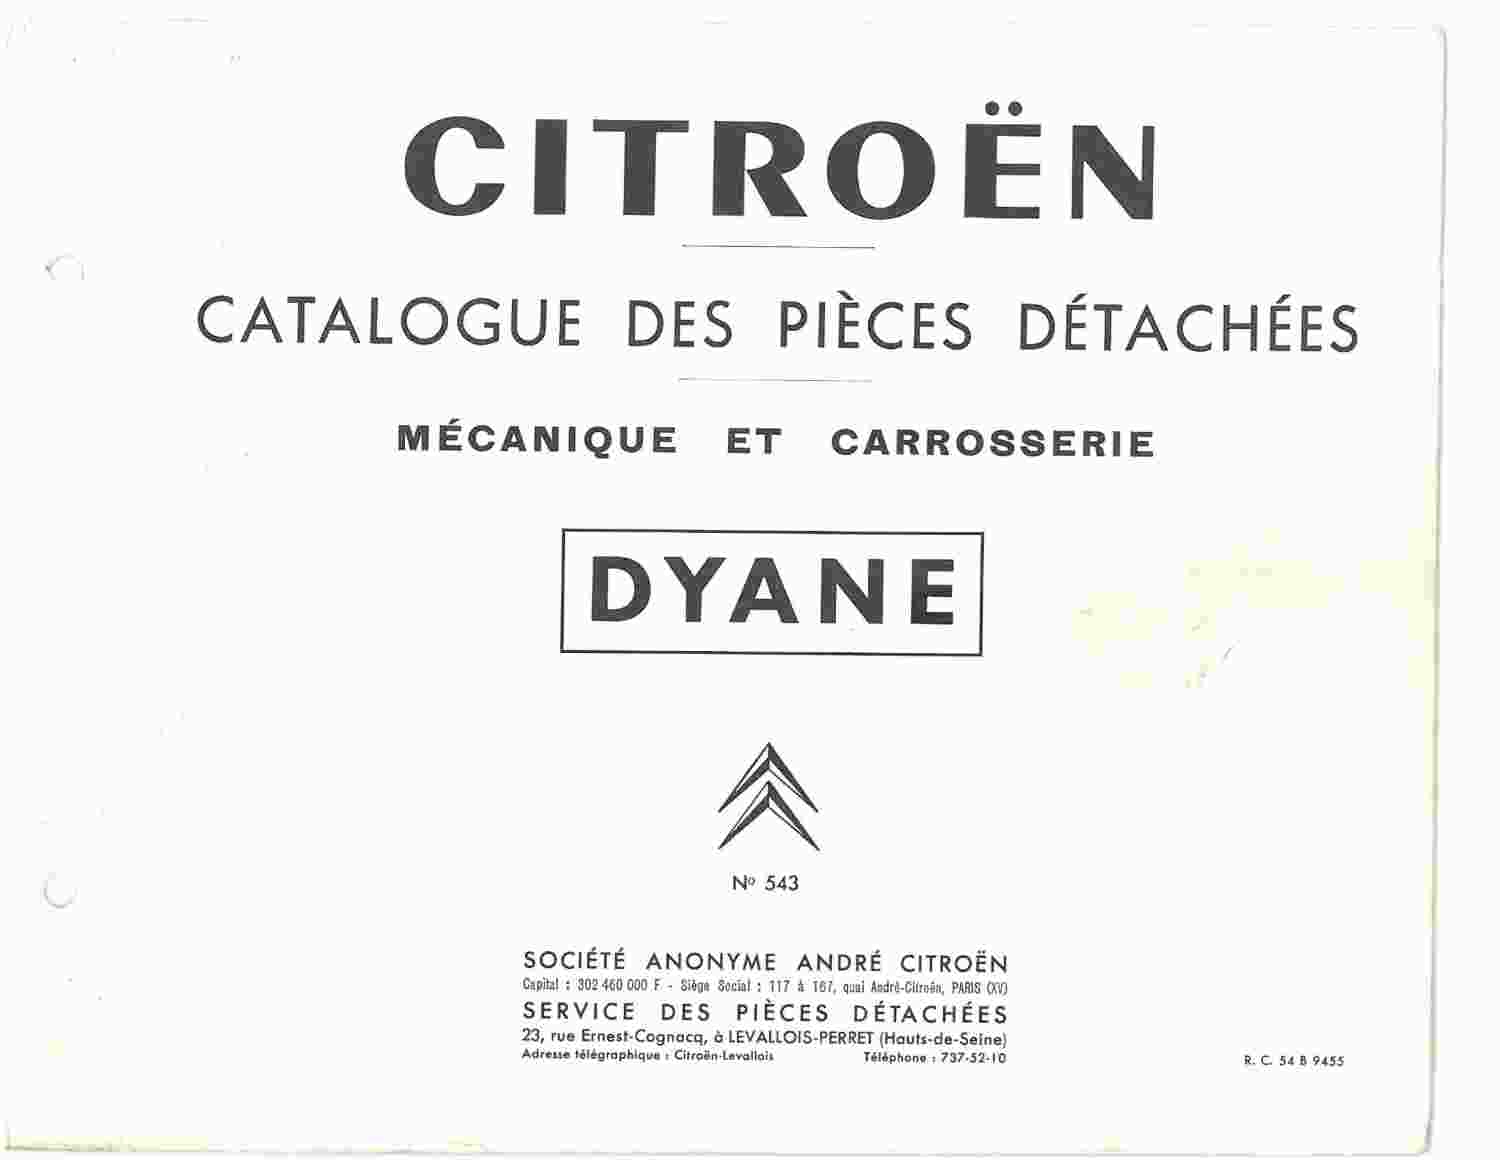 CITROËN
CATALOGUE DES PIÈCES DÉTACHÉES
MÉCANIQUE ET CARROSSERIE
DYANE
Nº 543
SOCIÉTÉ ANONYME ANDRÉ CITROËN
Capital : 302 460 000 F - Siège Social : 117 à 167, quai André-Citroën, PARIS (XV)
SERVICE DES PIÈCES DÉTACHÉES
23, rue Ernest-Cognacq, à LEVALLOIS-PERRET (Hauts-de-Seine)
Adresse télégraphique : Citroën-Levallois Téléphone : 737-52-10
R. C. 54 B 9455